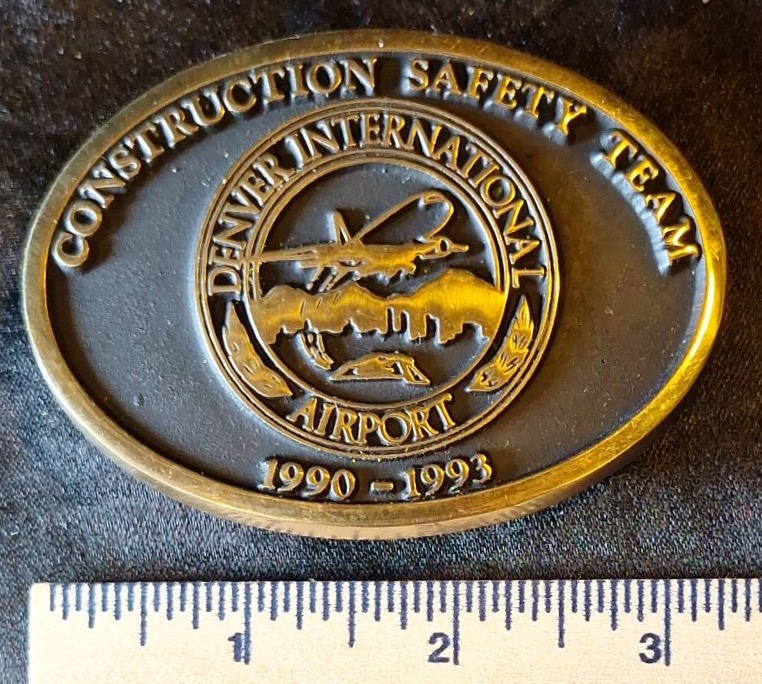 CONSTRUCTION SAFETY TEAM
DENVER INTERNATIONAL
AIRPORT
1990 - 1993
1 2 3